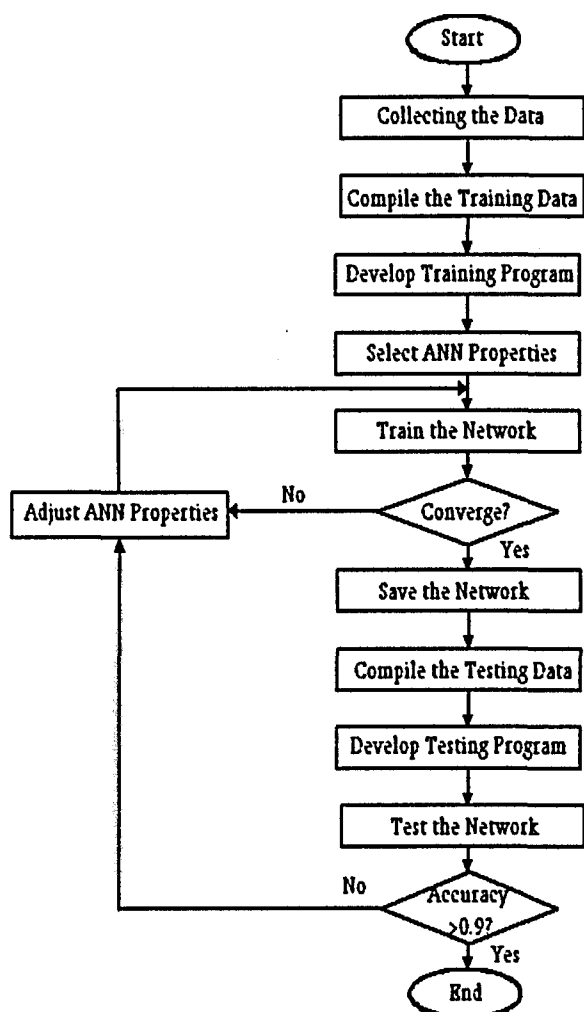 Start
Collecting the Data
Compile the Training Data
Develop Training Program
Select ANN Properties
Train the Network
No
Adjust ANN Properties
Converge?
Yes
Save the Network
Compile the Testing Data
Develop Testing Program
Test the Network
No
Accuracy
>0.9?
Yes
End